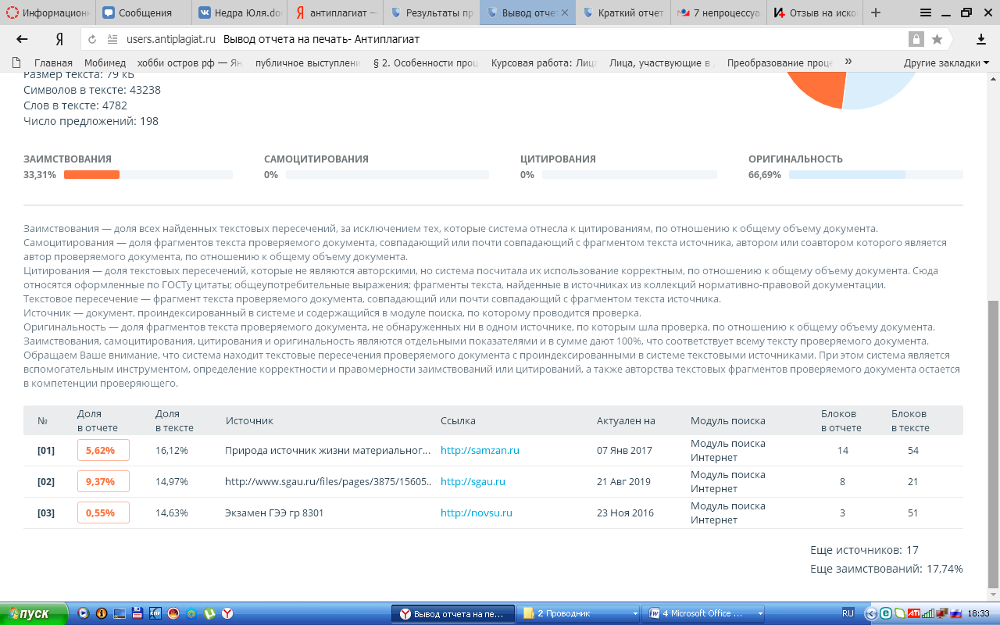 Информационн
Сообщения
Недра Юля.do
антиплагиат —
Результаты пр
Вывод отчет
Краткий отчет
7 непроцессуа
Отзыв на иско
users.antiplagiat.ru Вывод отчета на печать- Антиплагиат
Главная Мобимед хобби остров рф — Ян публичное выступлени § 2. Особенности проц Курсовая работа: Лица Лица, участвующие в Преобразование проце » Другие закладки
Размер текста: 79 кБ
Символов в тексте: 43238
Слов в тексте: 4782
Число предложений: 198
ЗАИМСТВОВАНИЯ САМОЦИТИРОВАНИЯ ЦИТИРОВАНИЯ ОРИГИНАЛЬНОСТЬ
33,31% 0% 0% 66,69%
Заимствования — доля всех найденных текстовых пересечений, за исключением тех, которые система отнесла к цитированиям, по отношению к общему объему документа.
Самоцитирования — доля фрагментов текста проверяемого документа, совпадающий или почти совпадающий с фрагментом текста источника, автором или соавтором которого является
автор проверяемого документа, по отношению к общему объему документа.
Цитирования — доля текстовых пересечений, которые не являются авторскими, но система посчитала их использование корректным, по отношению к общему объему документа. Сюда
относятся оформленные по ГОСТу цитаты; общеупотребительные выражения; фрагменты текста, найденные в источниках из коллекций нормативно-правовой документации.
Текстовое пересечение — фрагмент текста проверяемого документа, совпадающий или почти совпадающий с фрагментом текста источника.
Источник — документ, проиндексированный в системе и содержащийся в модуле поиска, по которому проводится проверка.
Оригинальность — доля фрагментов текста проверяемого документа, не обнаруженных ни в одном источнике, по которым шла проверка, по отношению к общему объему документа.
Заимствования, самоцитирования, цитирования и оригинальность являются отдельными показателями и в сумме дают 100%, что соответствует всему тексту проверяемого документа.
Обращаем Ваше внимание, что система находит текстовые пересечения проверяемого документа с проиндексированными в системе текстовыми источниками. При этом система является
вспомогательным инструментом, определение корректности и правомерности заимствований или цитирований, а также авторства текстовых фрагментов проверяемого документа остается
в компетенции проверяющего.
№ Доля в отчете Доля в тексте Источник Ссылка Актуален на Модуль поиска Блоков в отчете Блоков в тексте
[01] 5,62% 16,12% Природа источник жизни материальног... http://samzan.ru 07 Янв 2017 Модуль поиска Интернет 14 54
[02] 9,37% 14,97% http://www.sgau.ru/files/pages/3875/15605.. http://sgau.ru 21 Авг 2019 Модуль поиска Интернет 8 21
[03] 0,55% 14,63% Экзамен ГЭЭ гр 8301 http://novsu.ru 23 Ноя 2016 Модуль поиска Интернет 3 51
Еще источников: 17
Еще заимствований: 17,74%
пуск
Вывод отчета на пе...
2 Проводник
4 Microsoft Office ...
RU
ATI
18:33